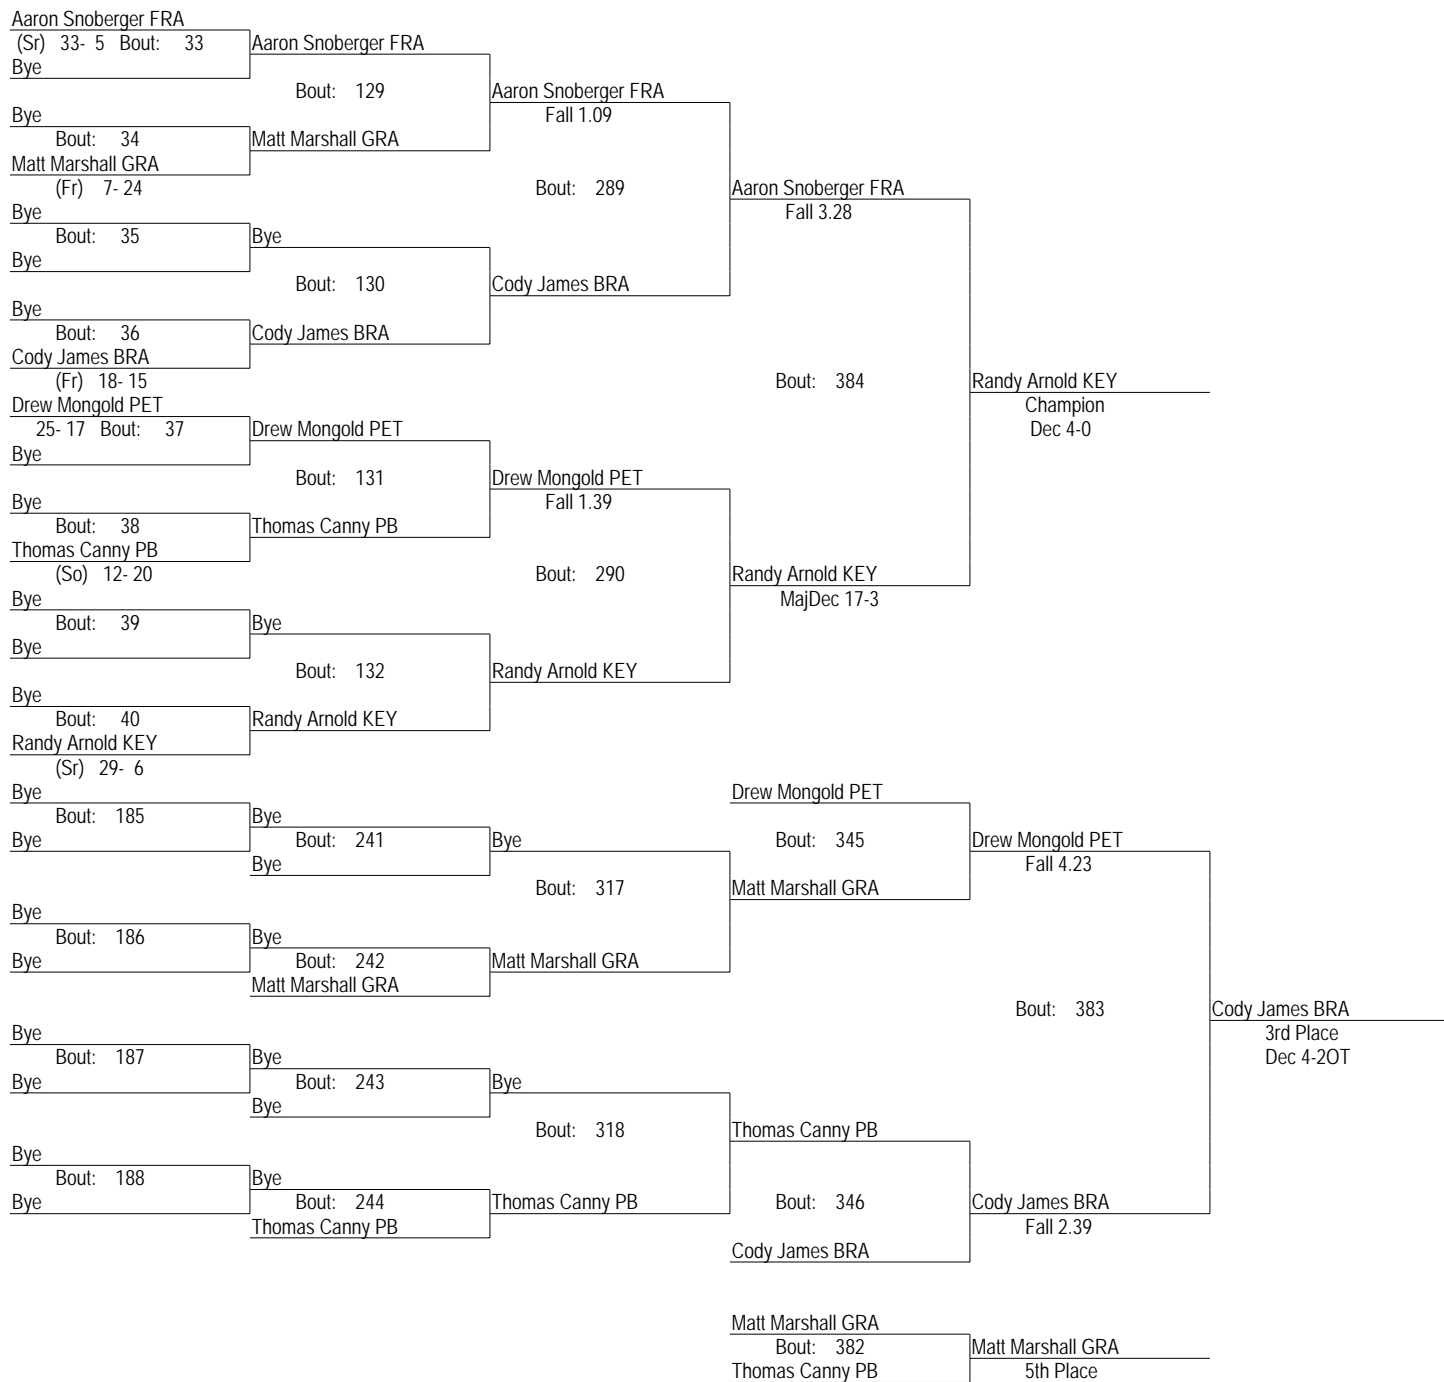 Aaron Snoberger FRA
(Sr) 33- 5 Bout: 33
Aaron Snoberger FRA
Bye
Bout: 129
Aaron Snoberger FRA
Bye
Fall 1.09
Bout: 34
Matt Marshall GRA
Matt Marshall GRA
(Fr) 7- 24
Bout: 289
Aaron Snoberger FRA
Bye
Fall 3.28
Bout: 35
Bye
Bye
Bout: 130
Cody James BRA
Bye
Bout: 36
Cody James BRA
Cody James BRA
(Fr) 18- 15
Bout: 384
Randy Arnold KEY
Drew Mongold PET
Champion
25- 17 Bout: 37
Drew Mongold PET
Dec 4-0
Bye
Bout: 131
Drew Mongold PET
Bye
Fall 1.39
Bout: 38
Thomas Canny PB
Thomas Canny PB
(So) 12- 20
Bout: 290
Randy Arnold KEY
Bye
MajDec 17-3
Bout: 39
Bye
Bye
Bout: 132
Randy Arnold KEY
Bye
Bout: 40
Randy Arnold KEY
Randy Arnold KEY
(Sr) 29- 6
Bye
Drew Mongold PET
Bout: 185
Bye
Bye
Bout: 241
Bye
Bout: 345
Drew Mongold PET
Bye
Fall 4.23
Bout: 317
Matt Marshall GRA
Bye
Bout: 186
Bye
Bye
Bout: 242
Matt Marshall GRA
Matt Marshall GRA
Bout: 383
Cody James BRA
Bye
3rd Place
Bout: 187
Bye
Dec 4-2OT
Bye
Bout: 243
Bye
Bye
Bout: 318
Thomas Canny PB
Bye
Bout: 188
Bye
Bye
Bout: 244
Thomas Canny PB
Bout: 346
Cody James BRA
Thomas Canny PB
Fall 2.39
Cody James BRA
Matt Marshall GRA
Bout: 382
Matt Marshall GRA
Thomas Canny PB
5th Place